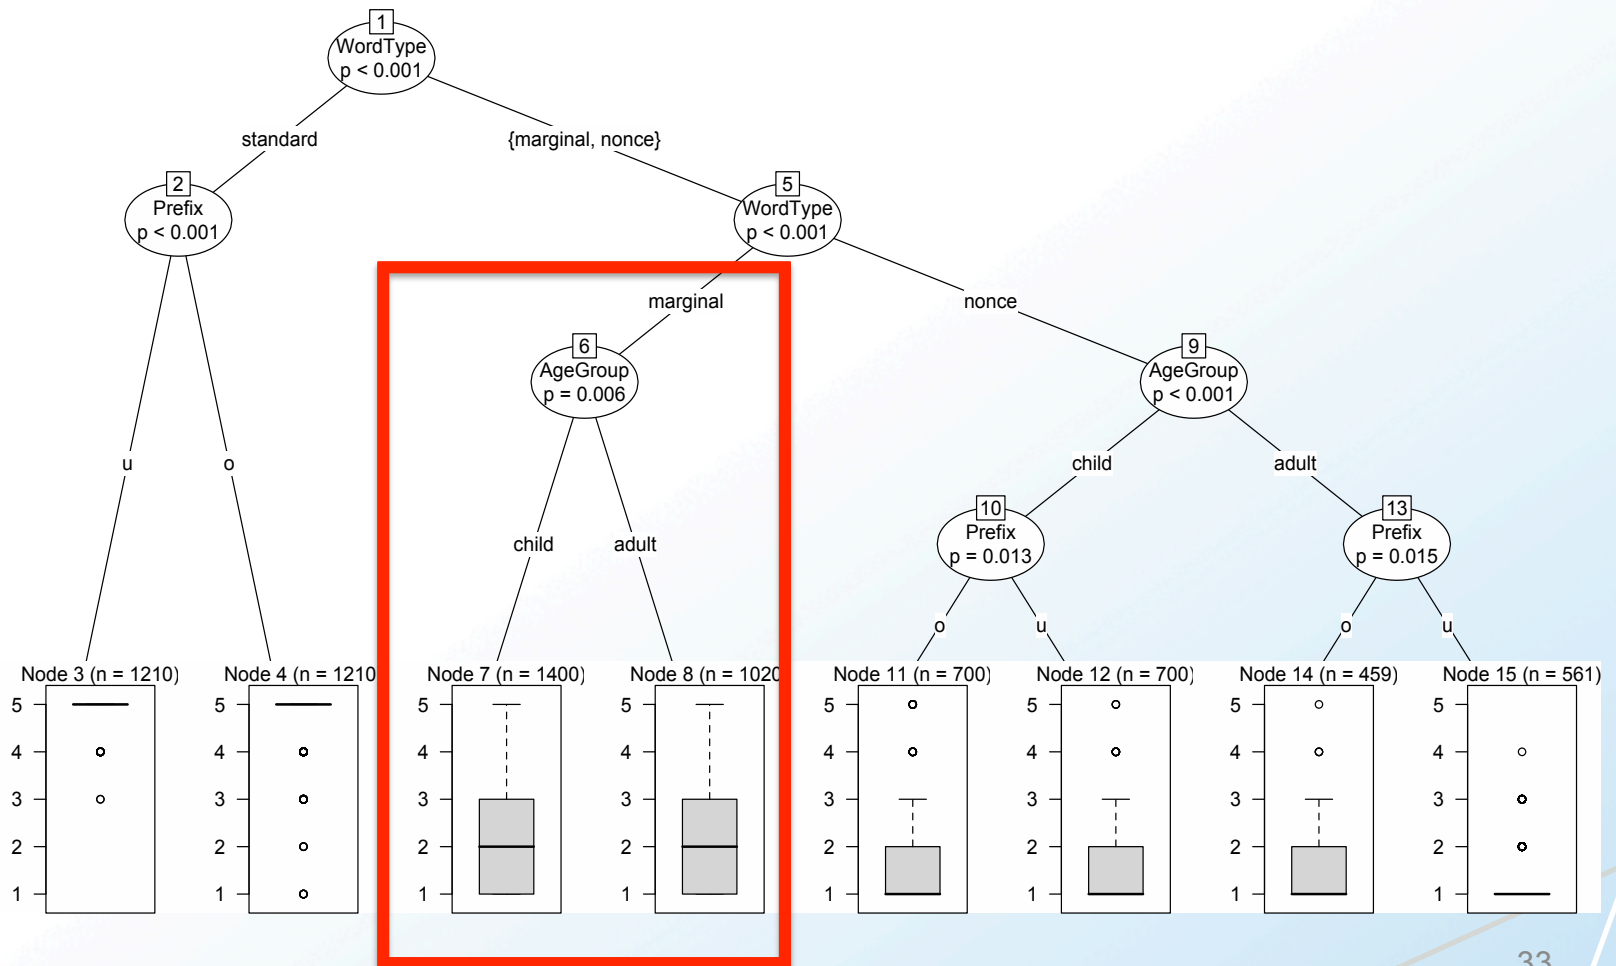 1
WordType
p < 0.001
standard
{marginal, nonce}
2
Prefix
p < 0.001
5
WordType
p < 0.001
marginal
nonce
6
AgeGroup
p = 0.006
9
AgeGroup
p < 0.001
u
o
child
adult
child
adult
10
Prefix
p = 0.013
13
Prefix
p = 0.015
o
u
o
u
Node 3 (n = 1210)
5
4
3
2
1
Node 4 (n = 1210
5
4
3
2
1
Node 7 (n = 1400)
5
4
3
2
1
Node 8 (n = 1020
5
4
3
2
1
Node 11 (n = 700)
5
4
3
2
1
Node 12 (n = 700)
5
4
3
2
1
Node 14 (n = 459)
5
4
3
2
1
Node 15 (n = 561)
5
4
3
2
1
33